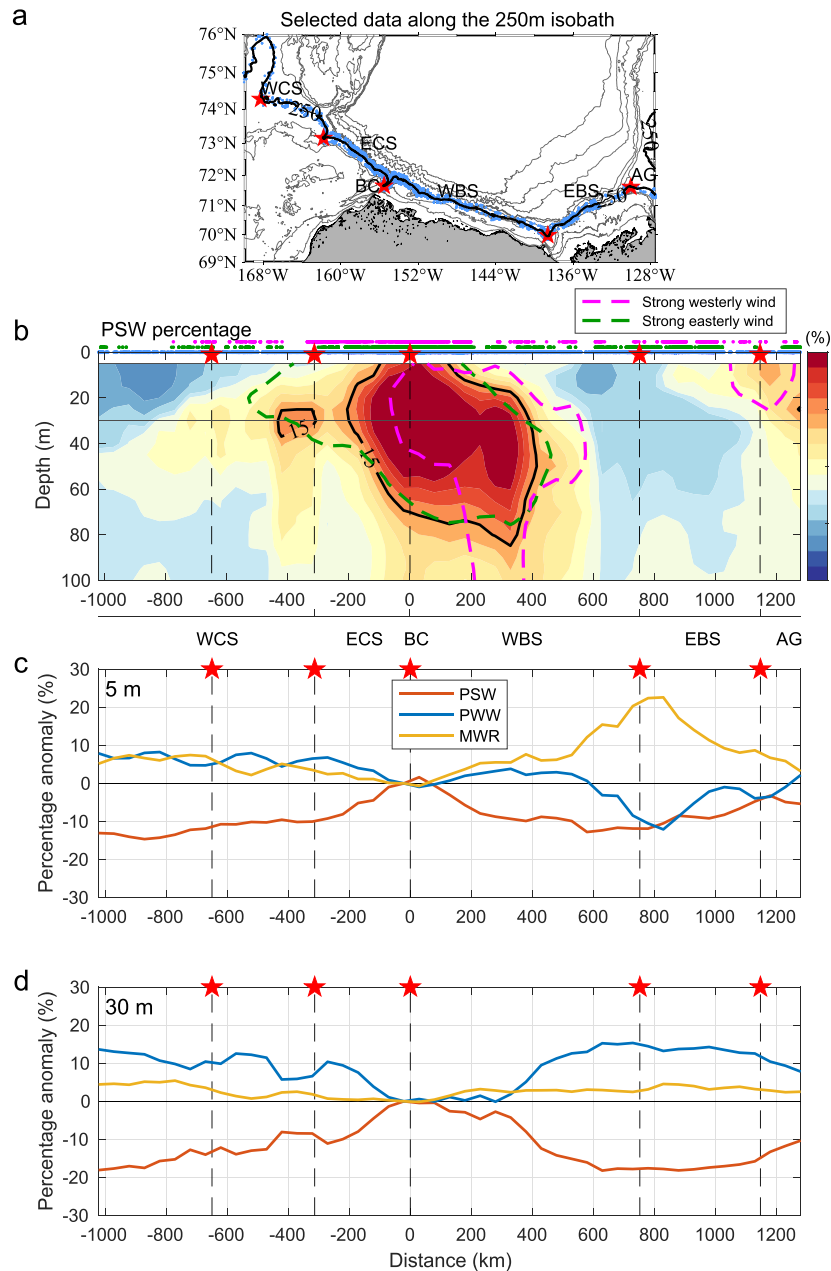 a
Selected data along the 250m isobath
76°N
75°N
74°N
73°N
72°N
71°N
70°N
69°N
WCS
250
ECS
BC
WBS
EBS
250
AG
250
168°W 160°W 152°W 144°W 136°W 128°W
Strong westerly wind
Strong easterly wind
b
PSW percentage
(%)
0
20
40
60
80
100
Depth (m)
15
15
-1000 -800 -600 -400 -200 0 200 400 600 800 1000 1200
WCS ECS BC WBS EBS AG
c
30
20
10
0
-10
-20
-30
Percentage anomaly (%)
5 m
PSW
PWW
MWR
-1000 -800 -600 -400 -200 0 200 400 600 800 1000 1200
d
30
20
10
0
-10
-20
-30
Percentage anomaly (%)
30 m
-1000 -800 -600 -400 -200 0 200 400 600 800 1000 1200
Distance (km)